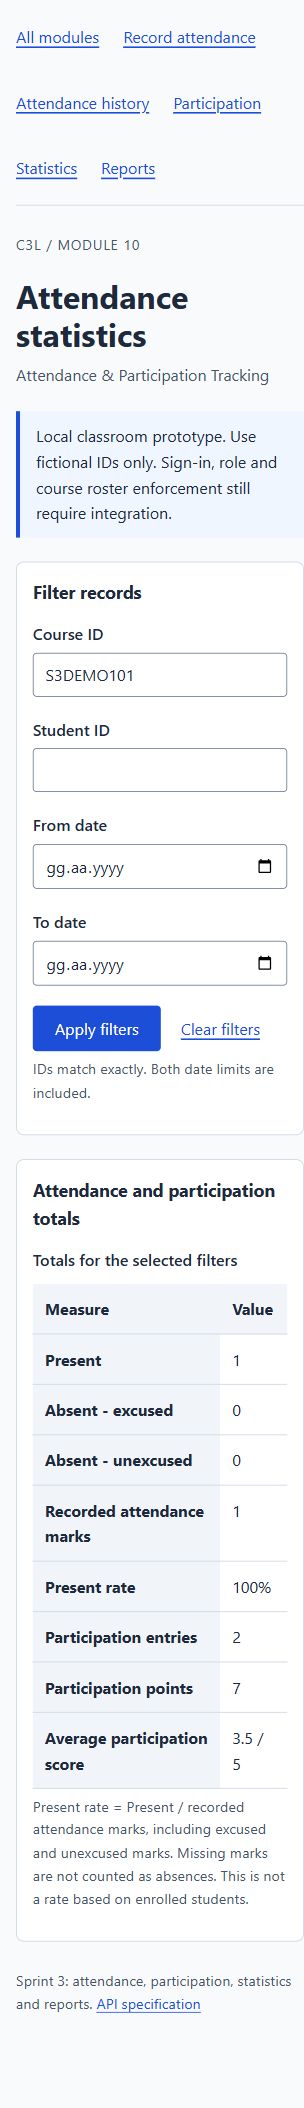 All modules Record attendance
Attendance history Participation
Statistics Reports
C3L / MODULE 10
Attendance
statistics
Attendance & Participation Tracking
Local classroom prototype. Use
fictional IDs only. Sign-in, role and
course roster enforcement still
require integration.
Filter records
Course ID
S3DEMO101
Student ID
From date
gg.aa.yyyy
To date
gg.aa.yyyy
Apply filters Clear filters
IDs match exactly. Both date limits are
included.
Attendance and participation
totals
Totals for the selected filters
Measure Value
Present 1
Absent - excused 0
Absent - unexcused 0
Recorded attendance 1
marks
Present rate 100%
Participation entries 2
Participation points 7
Average participation 3.5 /
score 5
Present rate = Present / recorded
attendance marks, including excused
and unexcused marks. Missing marks
are not counted as absences. This is not
a rate based on enrolled students.
Sprint 3: attendance, participation, statistics
and reports. API specification